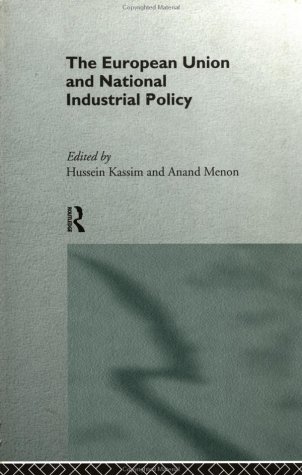 Copyrighted Material
The European Union
and National
Industrial Policy
Edited by
Hussein Kassim and Anand Menon
ROUTLEDGE
Copyrighted Material